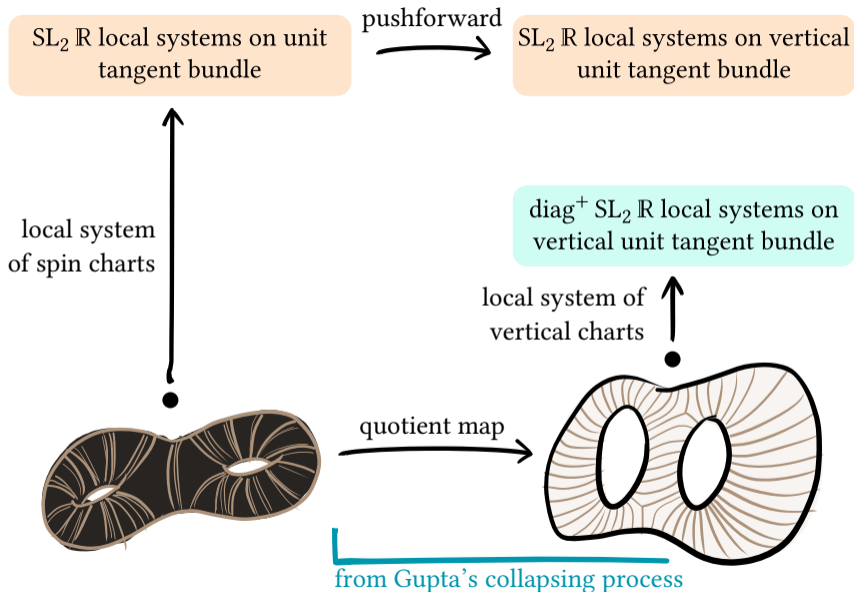 SL₂ ℝ local systems on unit
tangent bundle
pushforward
SL₂ ℝ local systems on vertical
unit tangent bundle
local system
of spin charts
diag⁺ SL₂ ℝ local systems on
vertical unit tangent bundle
local system of
vertical charts
quotient map
from Gupta's collapsing process